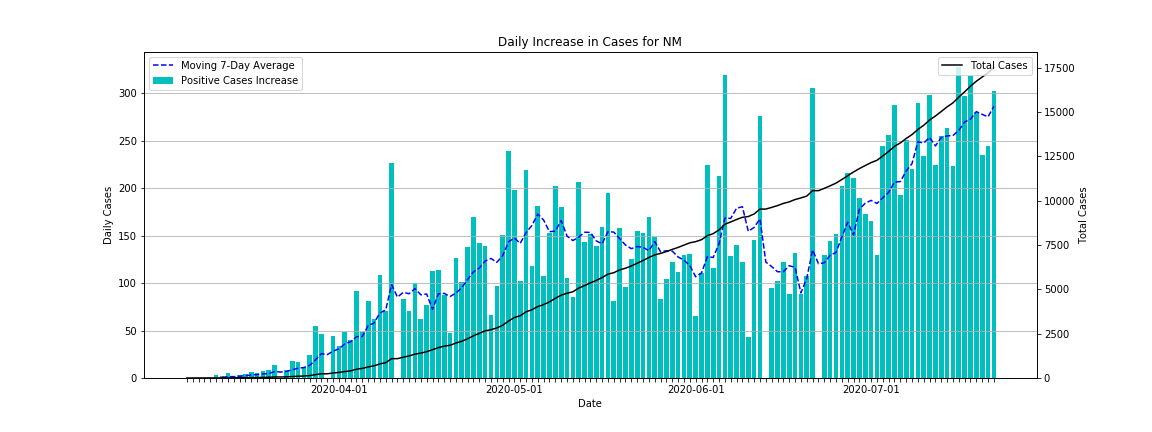 Daily Increase in Cases for NM
Moving 7-Day Average
Positive Cases Increase
Total Cases
Daily Cases
300
250
200
150
100
50
0
17500
15000
12500
10000
7500
5000
2500
0
Total Cases
2020-04-01
2020-05-01
2020-06-01
2020-07-01
Date